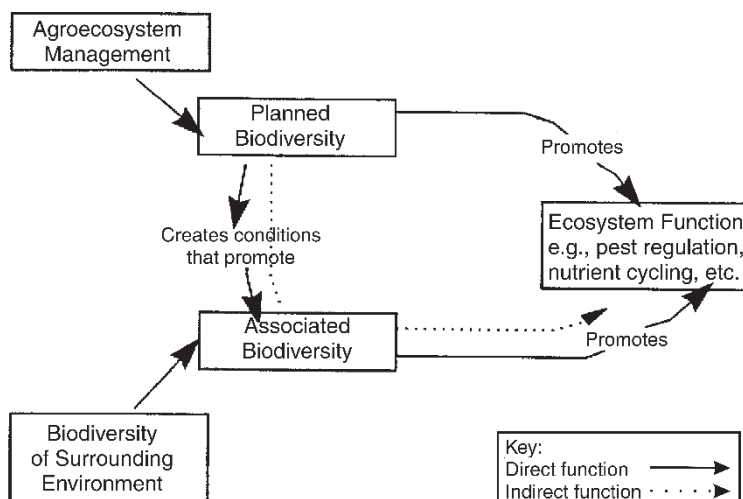 Agroecosystem
Management
Planned
Biodiversity
Promotes
Creates conditions
that promote
Ecosystem Function
e.g., pest regulation,
nutrient cycling, etc.
Associated
Biodiversity
Promotes
Biodiversity
of Surrounding
Environment
Key:
Direct function
Indirect function